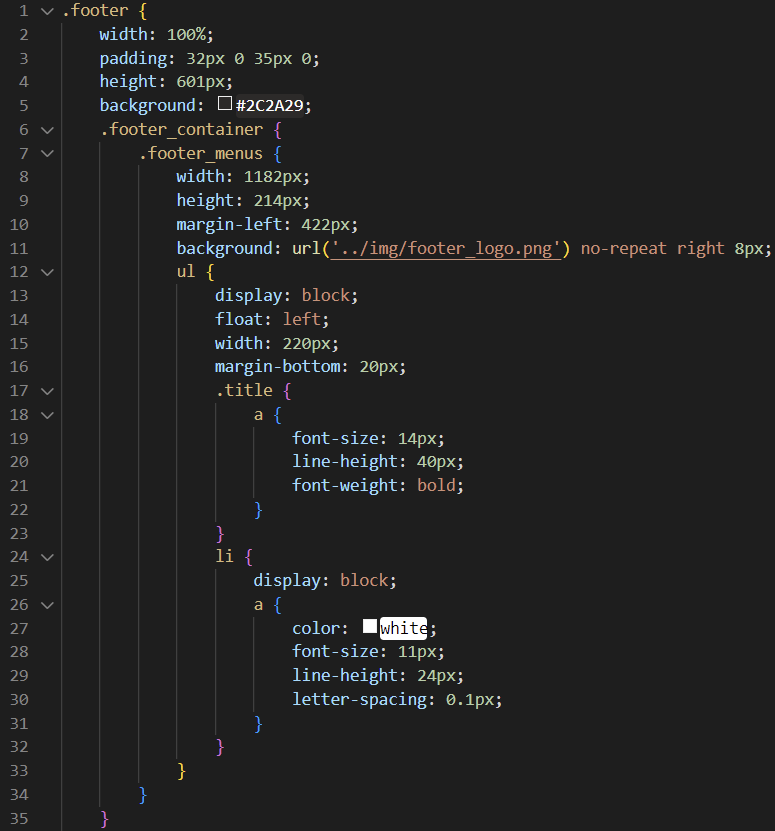 1 .footer {
2 width: 100%;
3 padding: 32px 0 35px 0;
4 height: 601px;
5 background: #2C2A29;
6 .footer_container {
7 .footer_menus {
8 width: 1182px;
9 height: 214px;
10 margin-left: 422px;
11 background: url('../img/footer_logo.png') no-repeat right 8px;
12 ul {
13 display: block;
14 float: left;
15 width: 220px;
16 margin-bottom: 20px;
17 .title {
18 a {
19 font-size: 14px;
20 line-height: 40px;
21 font-weight: bold;
22 }
23 }
24 li {
25 display: block;
26 a {
27 color: white;
28 font-size: 11px;
29 line-height: 24px;
30 letter-spacing: 0.1px;
31 }
32 }
33 }
34 }
35 }